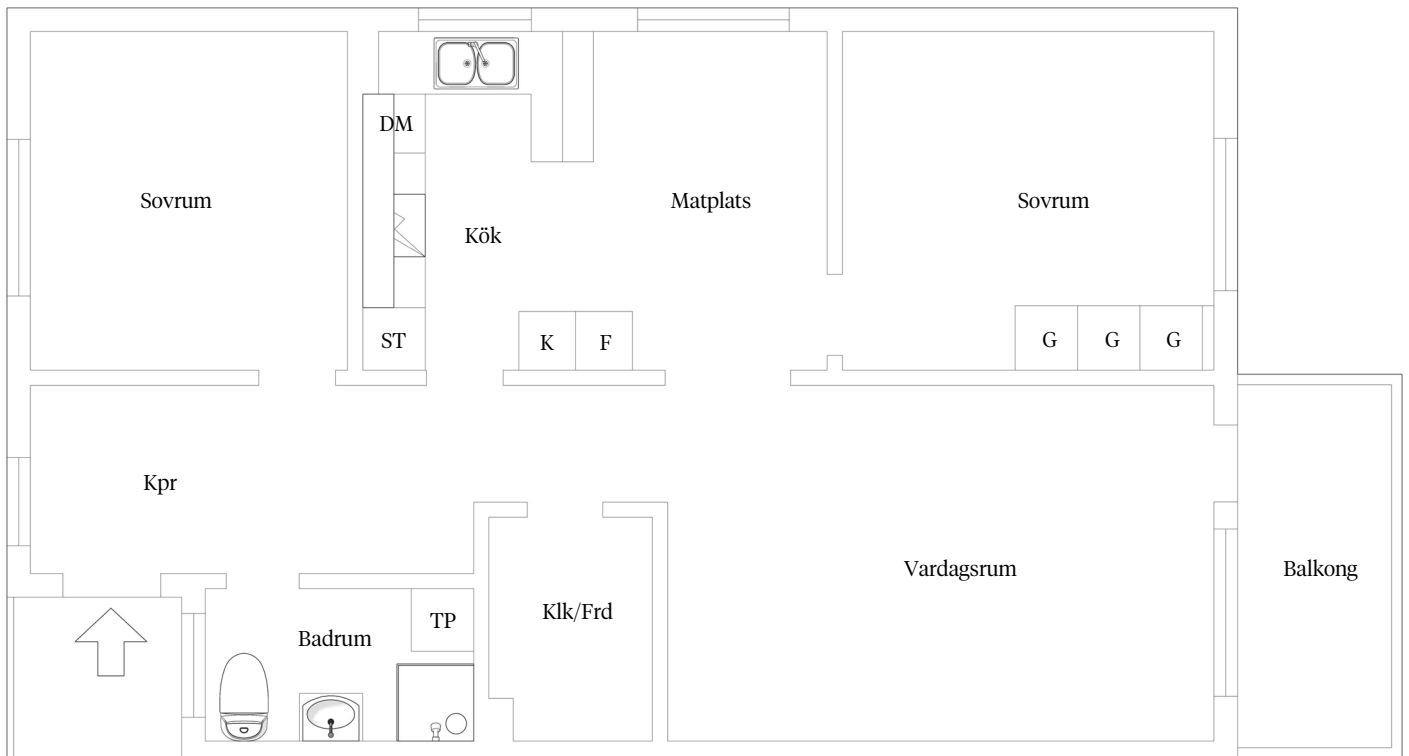 DM
Sovrum
Matplats
Sovrum
Kök
ST
K
F
G
G
G
Kpr
Vardagsrum
Balkong
Klk/Frd
TP
Badrum